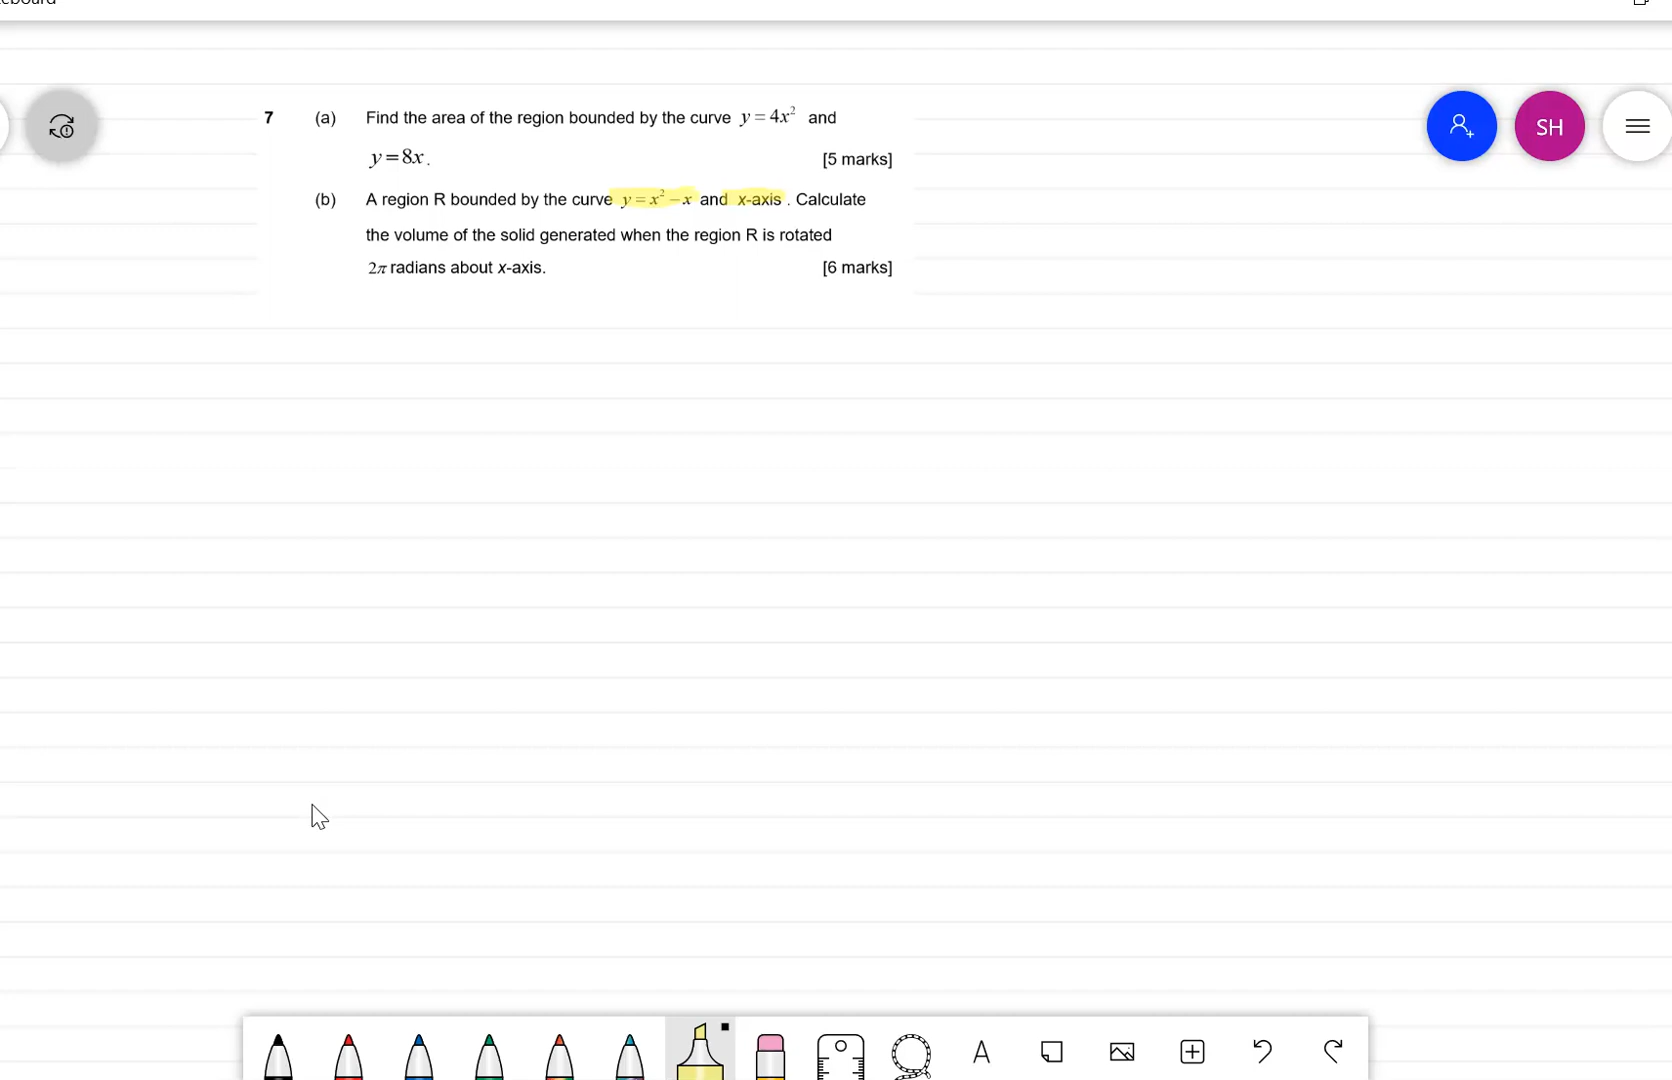 7 (a) Find the area of the region bounded by the curve y = 4x² and
y = 8x. [5 marks]
(b) A region R bounded by the curve y = x² − x and x-axis . Calculate
the volume of the solid generated when the region R is rotated
2π radians about x-axis. [6 marks]
SH
A